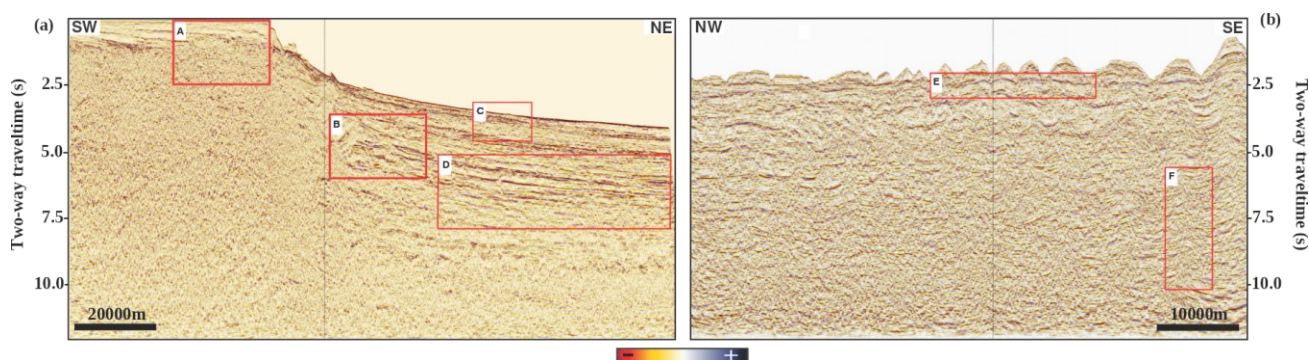 (a) SW NE NW SE (b)
A
2.5 E 2.5
C
B
5.0 D 5.0
F
7.5 7.5
10.0 10.0
20000m 10000m
Two-way traveltime (s)
Two-way traveltime (s)
− +